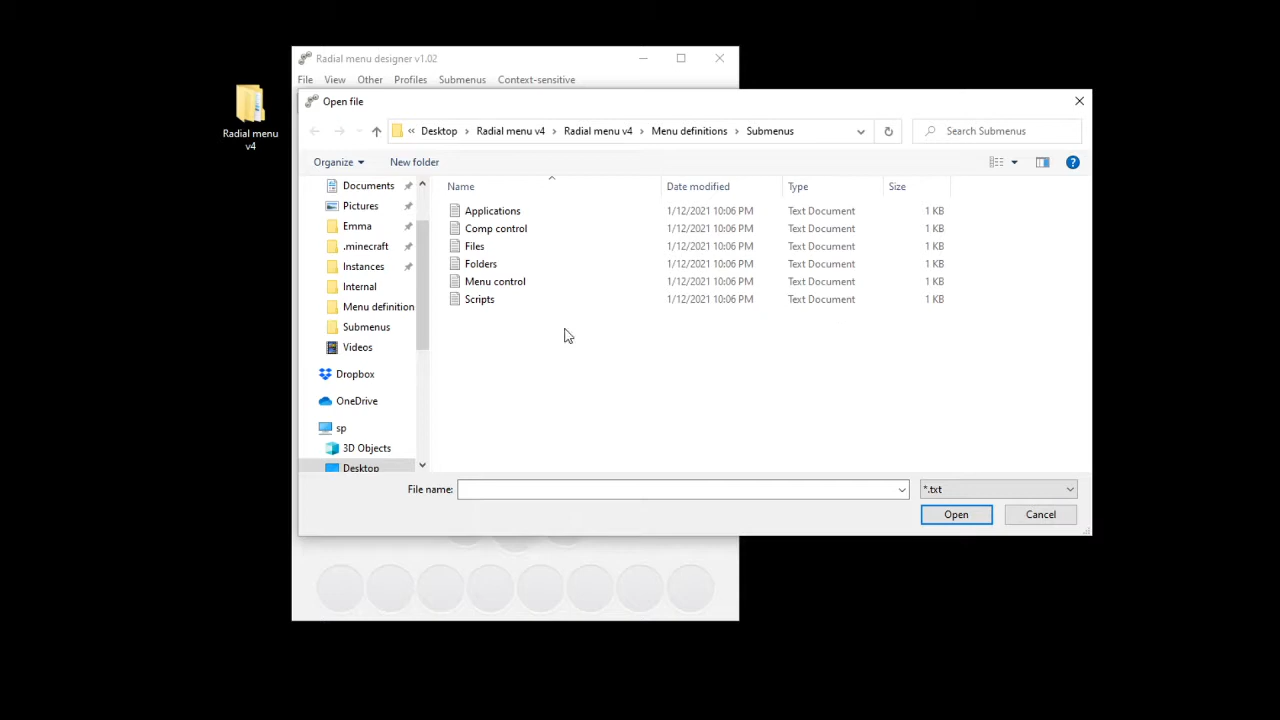 Radial menu designer v1.02
File View Other Profiles Submenus Context-sensitive
Radial menu
v4
Open file
« Desktop › Radial menu v4 › Radial menu v4 › Menu definitions › Submenus
Search Submenus
Organize
New folder
Name Date modified Type Size
Documents
Pictures
Emma
.minecraft
Instances
Internal
Menu definition
Submenus
Videos
Dropbox
OneDrive
sp
3D Objects
Desktop
Applications 1/12/2021 10:06 PM Text Document 1 KB
Comp control 1/12/2021 10:06 PM Text Document 1 KB
Files 1/12/2021 10:06 PM Text Document 1 KB
Folders 1/12/2021 10:06 PM Text Document 1 KB
Menu control 1/12/2021 10:06 PM Text Document 1 KB
Scripts 1/12/2021 10:06 PM Text Document 1 KB
File name:
*.txt
Open
Cancel